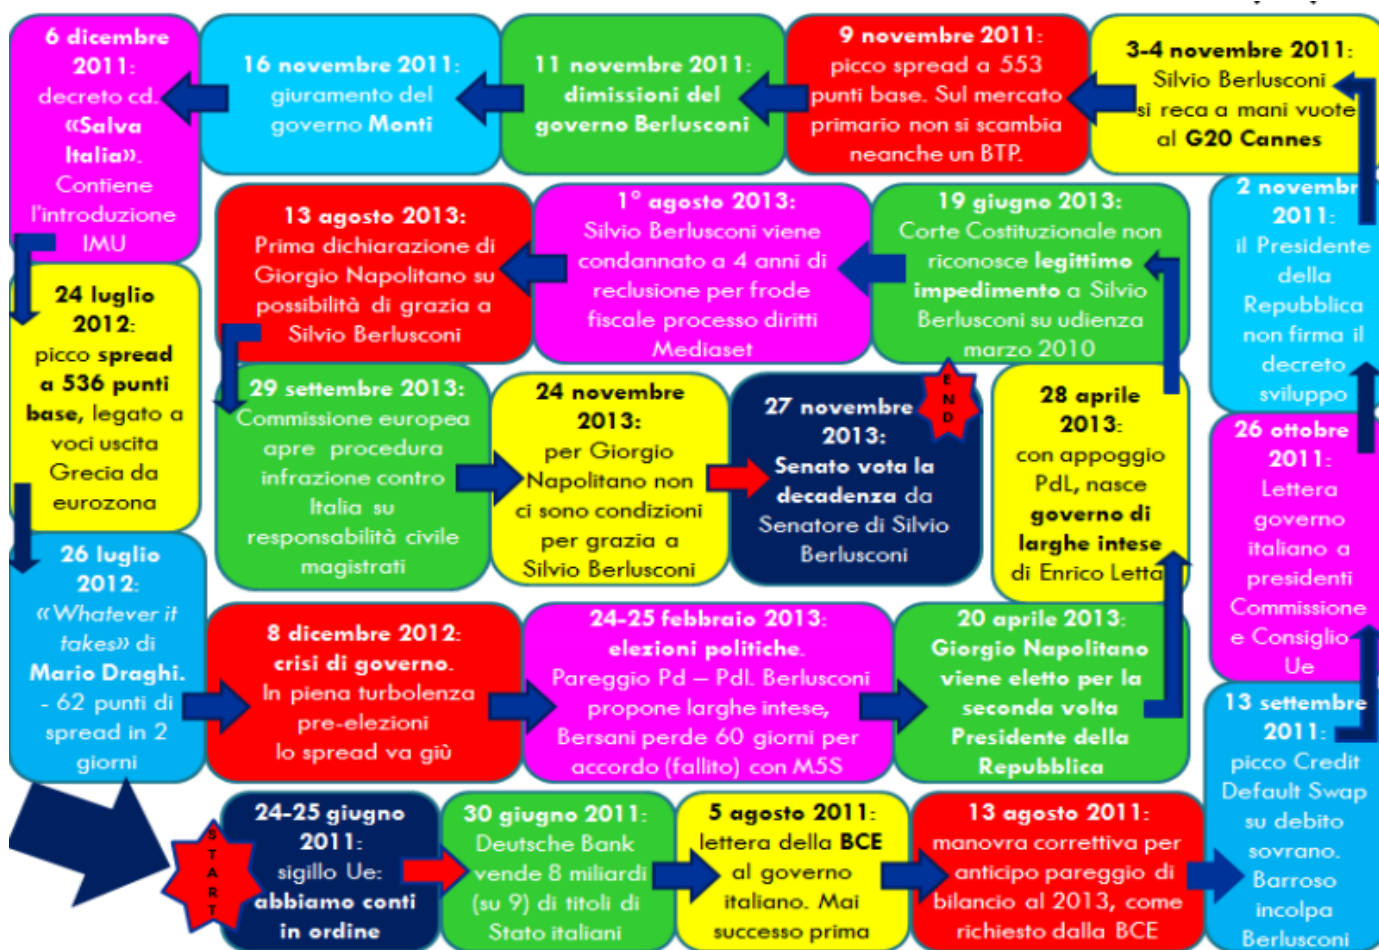 START
24-25 giugno
2011:
sigillo Ue:
abbiamo conti
in ordine
30 giugno 2011:
Deutsche Bank
vende 8 miliardi
(su 9) di titoli di
Stato italiani
5 agosto 2011:
lettera della BCE
al governo
italiano. Mai
successo prima
13 agosto 2011:
manovra correttiva per
anticipo pareggio di
bilancio al 2013, come
richiesto dalla BCE
13 settembre
2011:
picco Credit
Default Swap
su debito
sovrano.
Barroso
incolpa
Berlusconi
26 ottobre
2011:
Lettera
governo
italiano a
presidenti
Commissione
e Consiglio
Ue
2 novembre
2011:
il Presidente
della
Repubblica
non firma il
decreto
sviluppo
3-4 novembre 2011:
Silvio Berlusconi
si reca a mani vuote
al G20 Cannes
9 novembre 2011:
picco spread a 553
punti base. Sul mercato
primario non si scambia
neanche un BTP.
11 novembre 2011:
dimissioni del
governo Berlusconi
16 novembre 2011:
giuramento del
governo Monti
6 dicembre
2011:
decreto cd.
«Salva
Italia».
Contiene
l'introduzione
IMU
24 luglio
2012:
picco spread
a 536 punti
base, legato a
voci uscita
Grecia da
eurozona
26 luglio
2012:
«Whatever it
takes» di
Mario Draghi.
- 62 punti di
spread in 2
giorni
8 dicembre 2012:
crisi di governo.
In piena turbolenza
pre-elezioni
lo spread va giù
24-25 febbraio 2013:
elezioni politiche.
Pareggio Pd – Pdl. Berlusconi
propone larghe intese,
Bersani perde 60 giorni per
accordo (fallito) con M5S
20 aprile 2013:
Giorgio Napolitano
viene eletto per la
seconda volta
Presidente della
Repubblica
28 aprile
2013:
con appoggio
PdL, nasce
governo di
larghe intese
di Enrico Letta
19 giugno 2013:
Corte Costituzionale non
riconosce legittimo
impedimento a Silvio
Berlusconi su udienza
marzo 2010
1° agosto 2013:
Silvio Berlusconi viene
condannato a 4 anni di
reclusione per frode
fiscale processo diritti
Mediaset
13 agosto 2013:
Prima dichiarazione di
Giorgio Napolitano su
possibilità di grazia a
Silvio Berlusconi
29 settembre 2013:
Commissione europea
apre procedura
infrazione contro
Italia su
responsabilità civile
magistrati
24 novembre
2013:
per Giorgio
Napolitano non
ci sono condizioni
per grazia a
Silvio Berlusconi
27 novembre
2013:
Senato vota la
decadenza da
Senatore di Silvio
Berlusconi
END